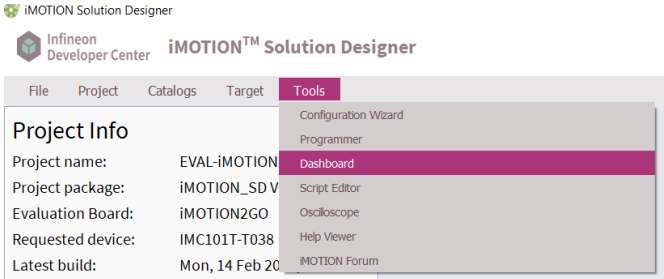 iMOTION Solution Designer
Infineon
Developer Center
iMOTION™ Solution Designer
File Project Catalogs Target Tools
Configuration Wizard
Programmer
Dashboard
Script Editor
Oscilloscope
Help Viewer
iMOTION Forum
Project Info
Project name: EVAL-iMOTION
Project package: iMOTION_SD V
Evaluation Board: iMOTION2GO
Requested device: IMC101T-T038
Latest build: Mon, 14 Feb 20